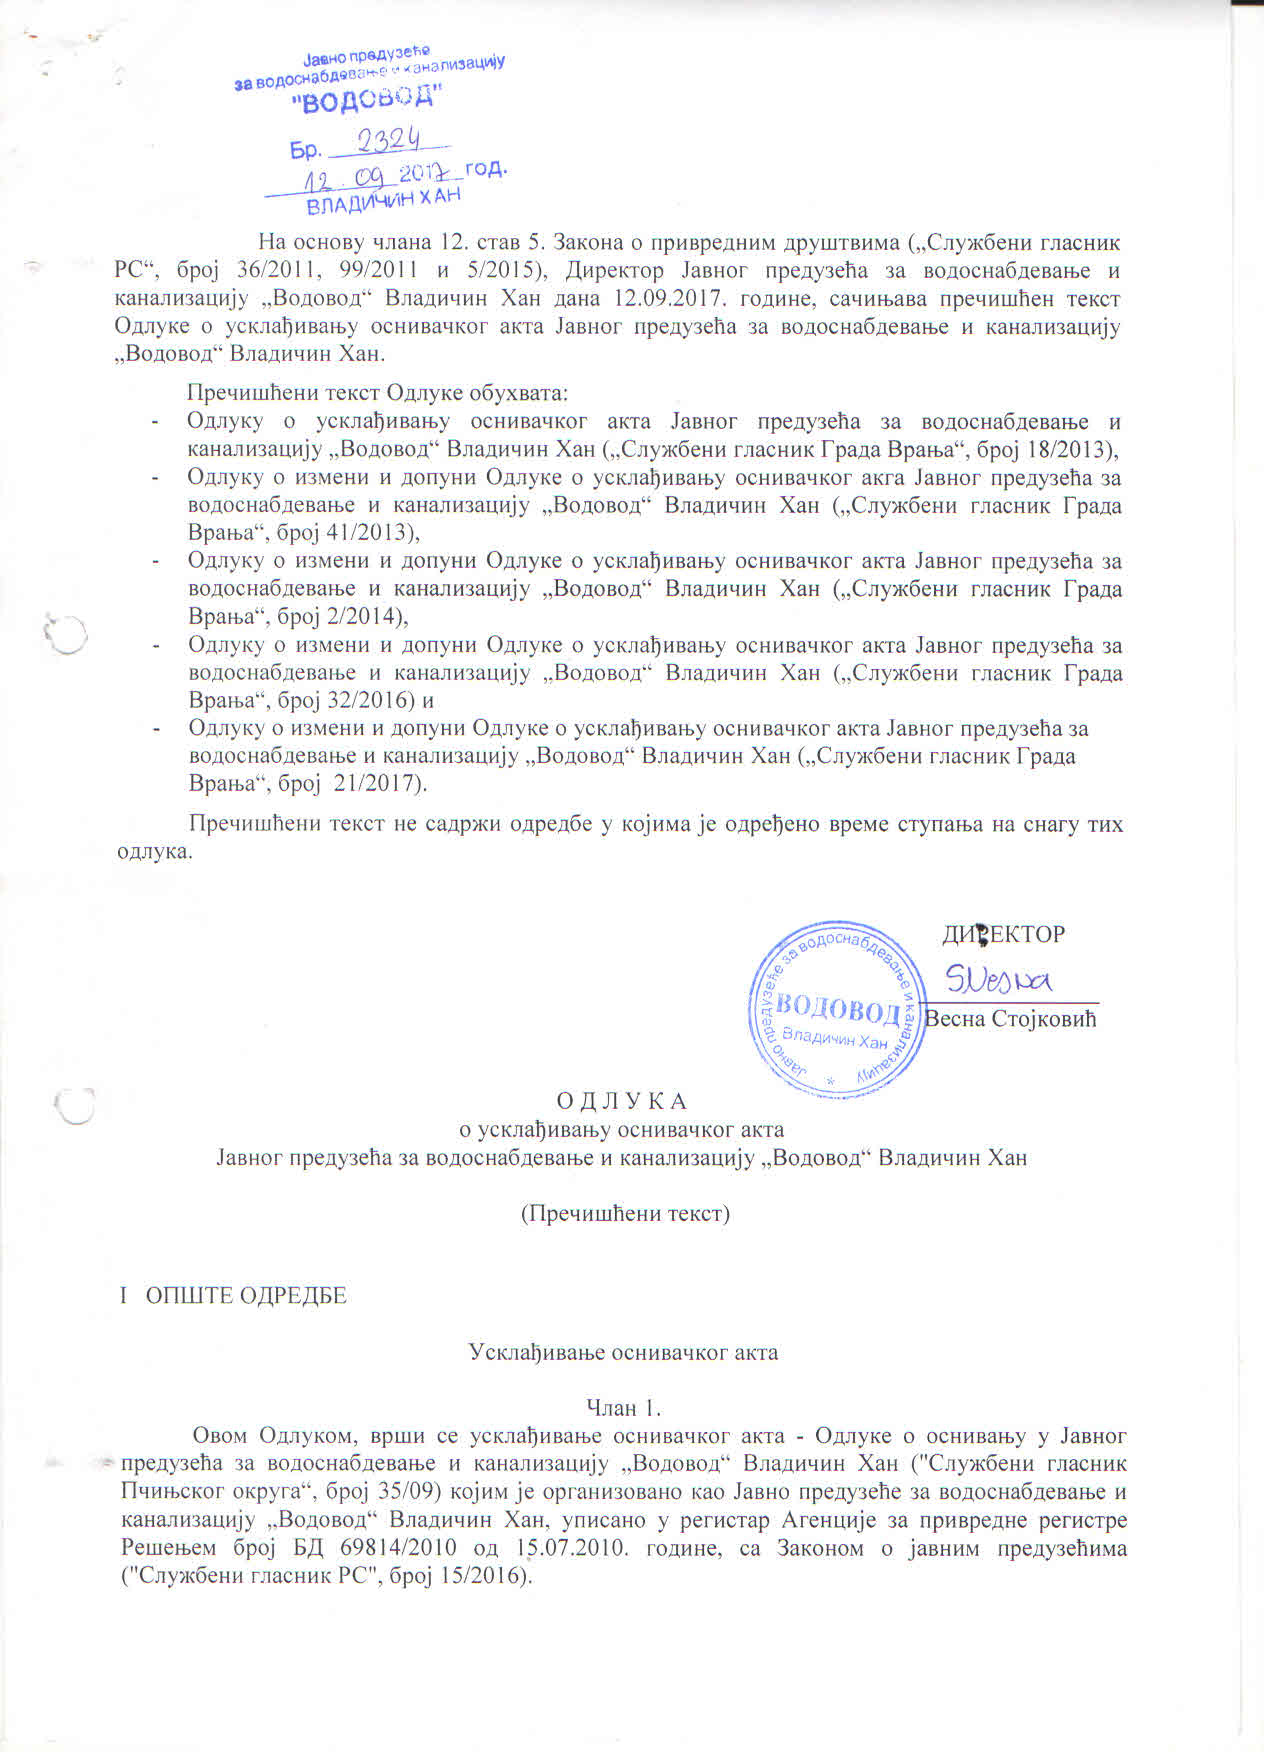 Јавно предузеће
за водоснабдевање и канализацију
"ВОДОВОД"
Бр. 2324
12.09 2017 год.
ВЛАДИЧИН ХАН
На основу члана 12. став 5. Закона о привредним друштвима („Службени гласник
РС“, број 36/2011, 99/2011 и 5/2015), Директор Јавног предузећа за водоснабдевање и
канализацију „Водовод“ Владичин Хан дана 12.09.2017. године, сачињава пречишћен текст
Одлуке о усклађивању оснивачког акта Јавног предузећа за водоснабдевање и канализацију
„Водовод“ Владичин Хан.
Пречишћени текст Одлуке обухвата:
- Одлуку о усклађивању оснивачког акта Јавног предузећа за водоснабдевање и
канализацију „Водовод“ Владичин Хан („Службени гласник Града Врања“, број 18/2013),
- Одлуку о измени и допуни Одлуке о усклађивању оснивачког акга Јавног предузећа за
водоснабдевање и канализацију „Водовод“ Владичин Хан („Службени гласник Града
Врања“, број 41/2013),
- Одлуку о измени и допуни Одлуке о усклађивању оснивачког акта Јавног предузећа за
водоснабдевање и канализацију „Водовод“ Владичин Хан („Службени гласник Града
Врања“, број 2/2014),
- Одлуку о измени и допуни Одлуке о усклађивању оснивачког акта Јавног предузећа за
водоснабдевање и канализацију „Водовод“ Владичин Хан („Службени гласник Града
Врања“, број 32/2016) и
- Одлуку о измени и допуни Одлуке о усклађивању оснивачког акта Јавног предузећа за
водоснабдевање и канализацију „Водовод“ Владичин Хан („Службени гласник Града
Врања“, број 21/2017).
Пречишћени текст не садржи одредбе у којима је одређено време ступања на снагу тих
одлука.
ДИРЕКТОР
SVesna
Весна Стојковић
Јавно предузеће за водоснабдевање и канализацију
ВОДОВОД
Владичин Хан
О Д Л У К А
о усклађивању оснивачког акта
Јавног предузећа за водоснабдевање и канализацију „Водовод“ Владичин Хан
(Пречишћени текст)
I ОПШТЕ ОДРЕДБЕ
Усклађивање оснивачког акта
Члан 1.
Овом Одлуком, врши се усклађивање оснивачког акта - Одлуке о оснивању у Јавног
предузећа за водоснабдевање и канализацију „Водовод“ Владичин Хан ("Службени гласник
Пчињског округа“, број 35/09) којим је организовано као Јавно предузеће за водоснабдевање и
канализацију „Водовод“ Владичин Хан, уписано у регистар Агенције за привредне регистре
Решењем број БД 69814/2010 од 15.07.2010. године, са Законом о јавним предузећима
("Службени гласник РС", број 15/2016).